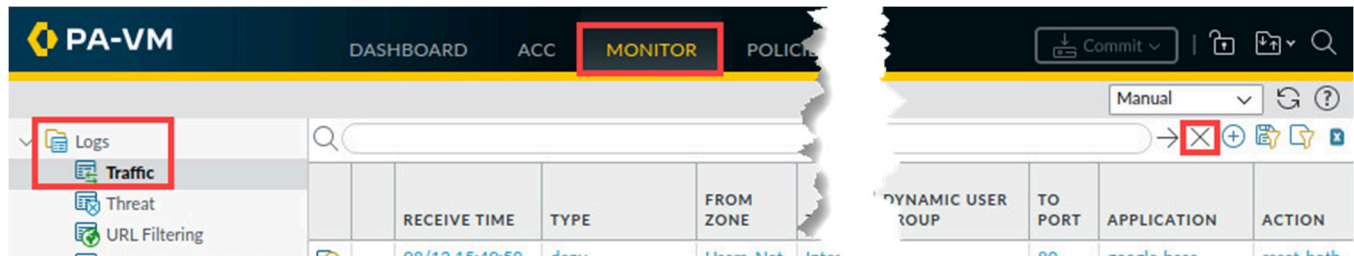 PA-VM
DASHBOARD ACC MONITOR POLICIE
Commit
Manual
Logs
Traffic
Threat
URL Filtering
RECEIVE TIME TYPE FROM ZONE DYNAMIC USER TO PORT APPLICATION ACTION